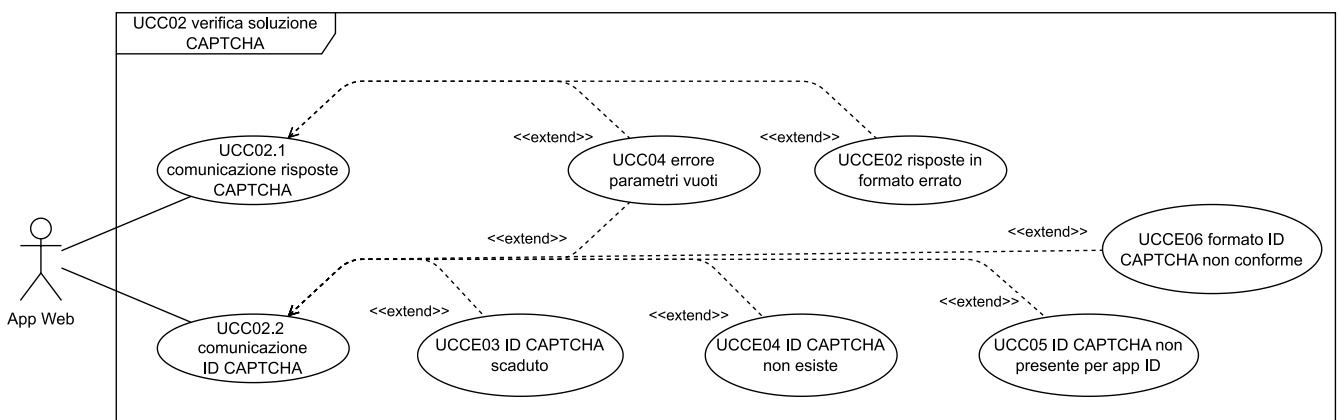 UCC02 verifica soluzione
CAPTCHA
<<extend>>
<<extend>>
UCC02.1
comunicazione risposte
CAPTCHA
UCC04 errore
parametri vuoti
UCCE02 risposte in
formato errato
<<extend>>
<<extend>>
UCCE06 formato ID
CAPTCHA non conforme
App Web
<<extend>>
<<extend>>
<<extend>>
UCC02.2
comunicazione
ID CAPTCHA
UCCE03 ID CAPTCHA
scaduto
UCCE04 ID CAPTCHA
non esiste
UCC05 ID CAPTCHA non
presente per app ID